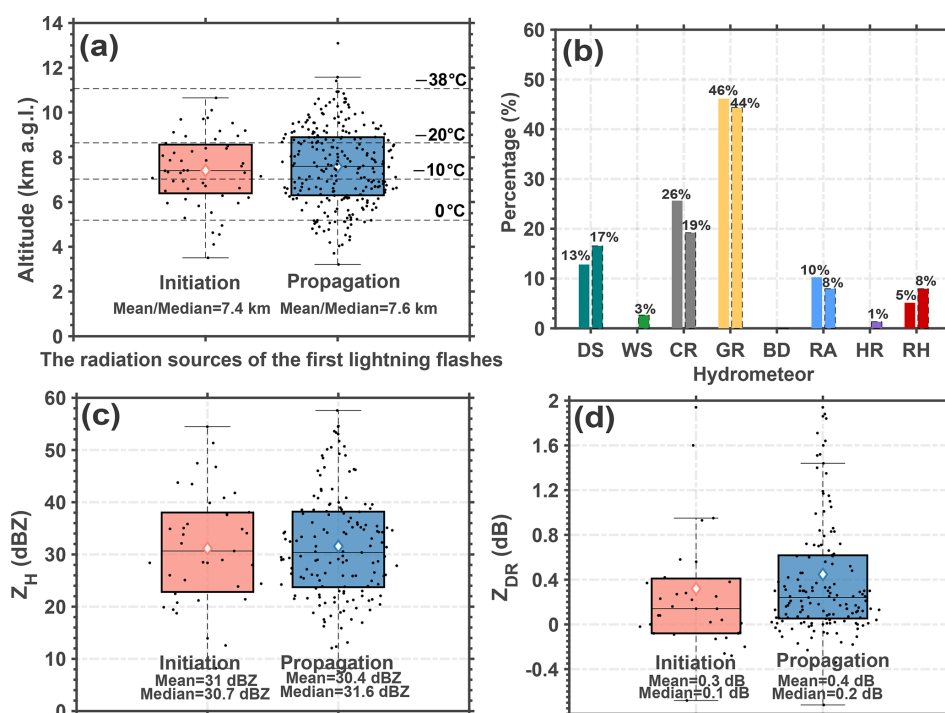 (a)
Altitude (km a.g.l.)
14
12
10
8
6
4
2
0
−38°C
−20°C
−10°C
0°C
Initiation
Propagation
Mean/Median=7.4 km
Mean/Median=7.6 km
The radiation sources of the first lightning flashes
(b)
Percentage (%)
60
50
40
30
20
10
0
13%
17%
3%
26%
19%
46%
44%
10%
8%
1%
5%
8%
DS WS CR GR BD RA HR RH
Hydrometeor
(c)
Z_H (dBZ)
60
50
40
30
20
10
0
Initiation
Mean=31 dBZ
Median=30.7 dBZ
Propagation
Mean=30.4 dBZ
Median=31.6 dBZ
(d)
Z_DR (dB)
2
1.6
1.2
0.8
0.4
0
-0.4
Initiation
Mean=0.3 dB
Median=0.1 dB
Propagation
Mean=0.4 dB
Median=0.2 dB